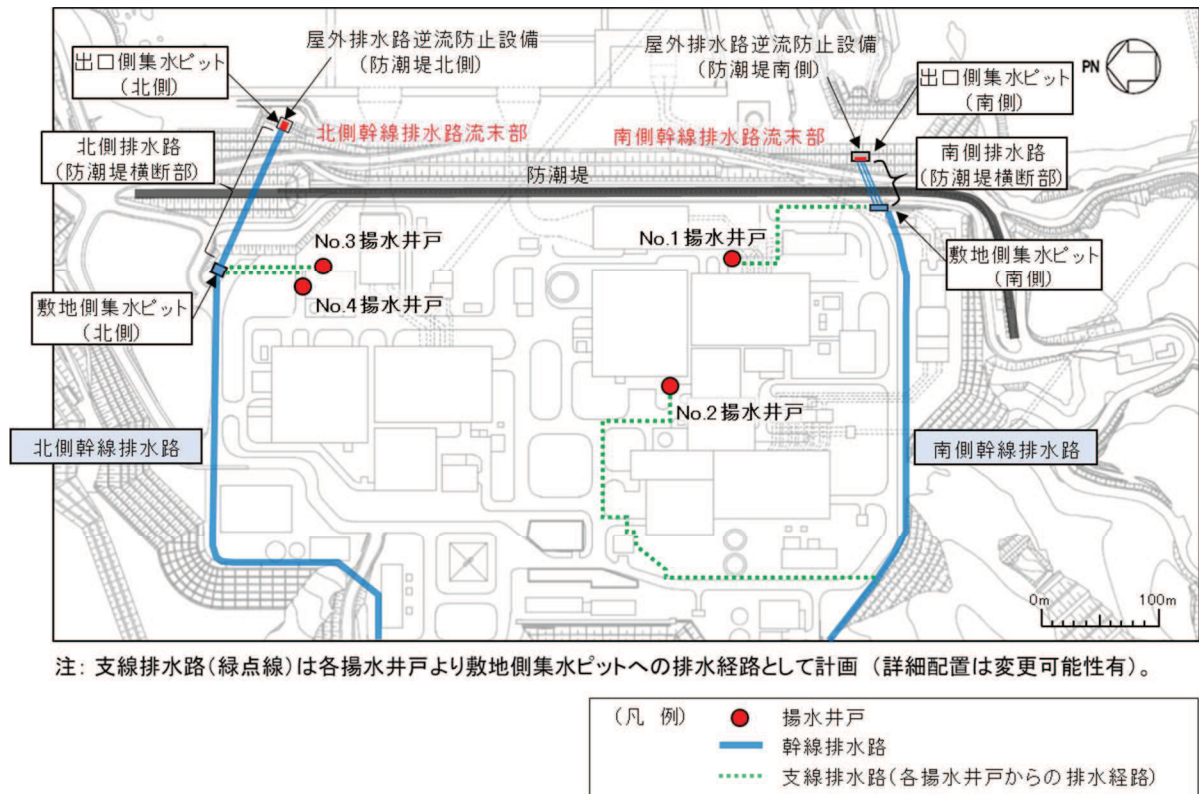 屋外排水路逆流防止設備
(防潮堤北側)
屋外排水路逆流防止設備
(防潮堤南側)
出口側集水ピット
(北側)
出口側集水ピット
(南側)
PN
北側幹線排水路流末部
南側幹線排水路流末部
北側排水路
(防潮堤横断部)
南側排水路
(防潮堤横断部)
防潮堤
No.3揚水井戸
No.1揚水井戸
敷地側集水ピット
(南側)
No.4揚水井戸
敷地側集水ピット
(北側)
No.2揚水井戸
北側幹線排水路
南側幹線排水路
0m
100m
注: 支線排水路(緑点線)は各揚水井戸より敷地側集水ピットへの排水経路として計画 (詳細配置は変更可能性有)。
(凡 例)
揚水井戸
幹線排水路
支線排水路(各揚水井戸からの排水経路)